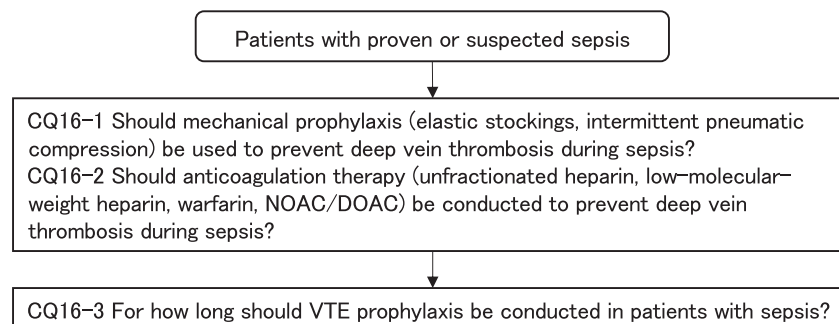 Patients with proven or suspected sepsis
CQ16-1 Should mechanical prophylaxis (elastic stockings, intermittent pneumatic
compression) be used to prevent deep vein thrombosis during sepsis?
CQ16-2 Should anticoagulation therapy (unfractionated heparin, low-molecular-
weight heparin, warfarin, NOAC/DOAC) be conducted to prevent deep vein
thrombosis during sepsis?
CQ16-3 For how long should VTE prophylaxis be conducted in patients with sepsis?